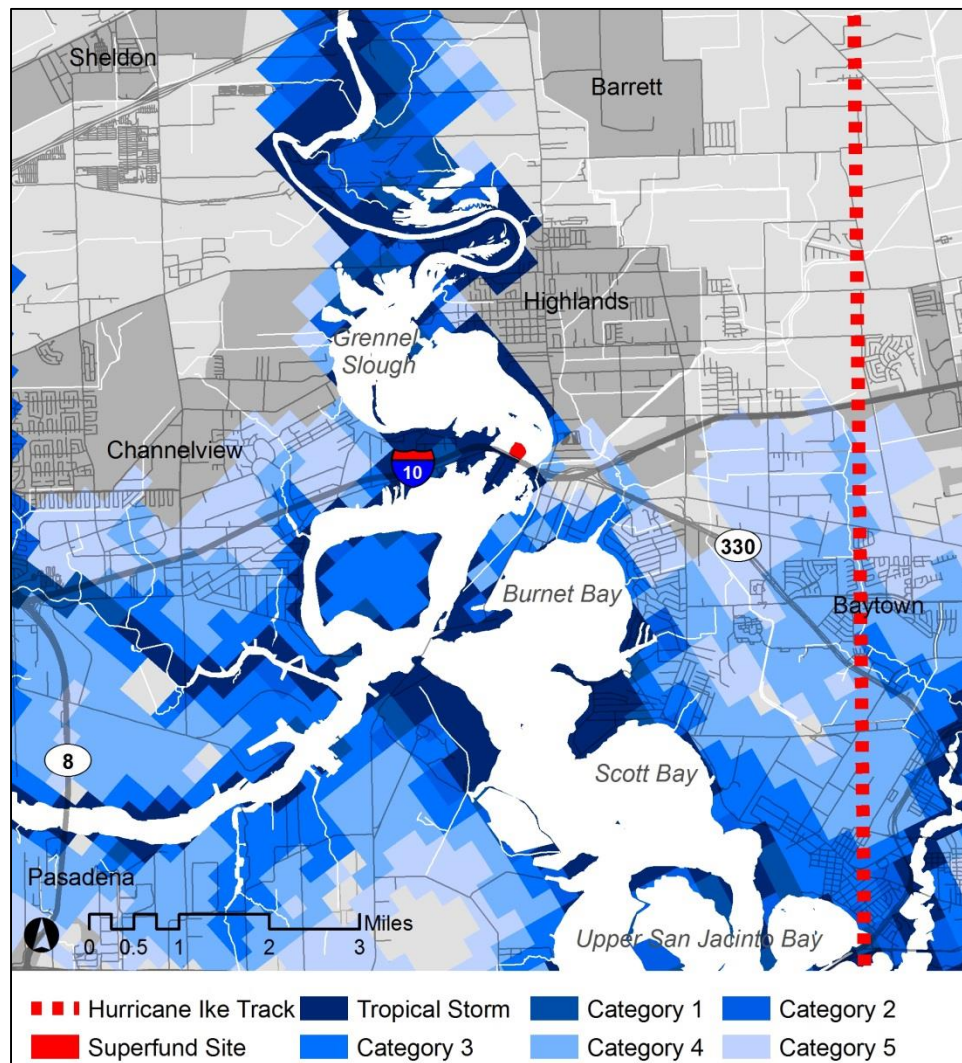 Sheldon
Barrett
Highlands
Grennel
Slough
Channelview
10
330
Burnet Bay
Baytown
Scott Bay
8
Pasadena
Miles
0 0.5 1 2 3
Upper San Jacinto Bay
Hurricane Ike Track
Tropical Storm
Category 1
Category 2
Superfund Site
Category 3
Category 4
Category 5